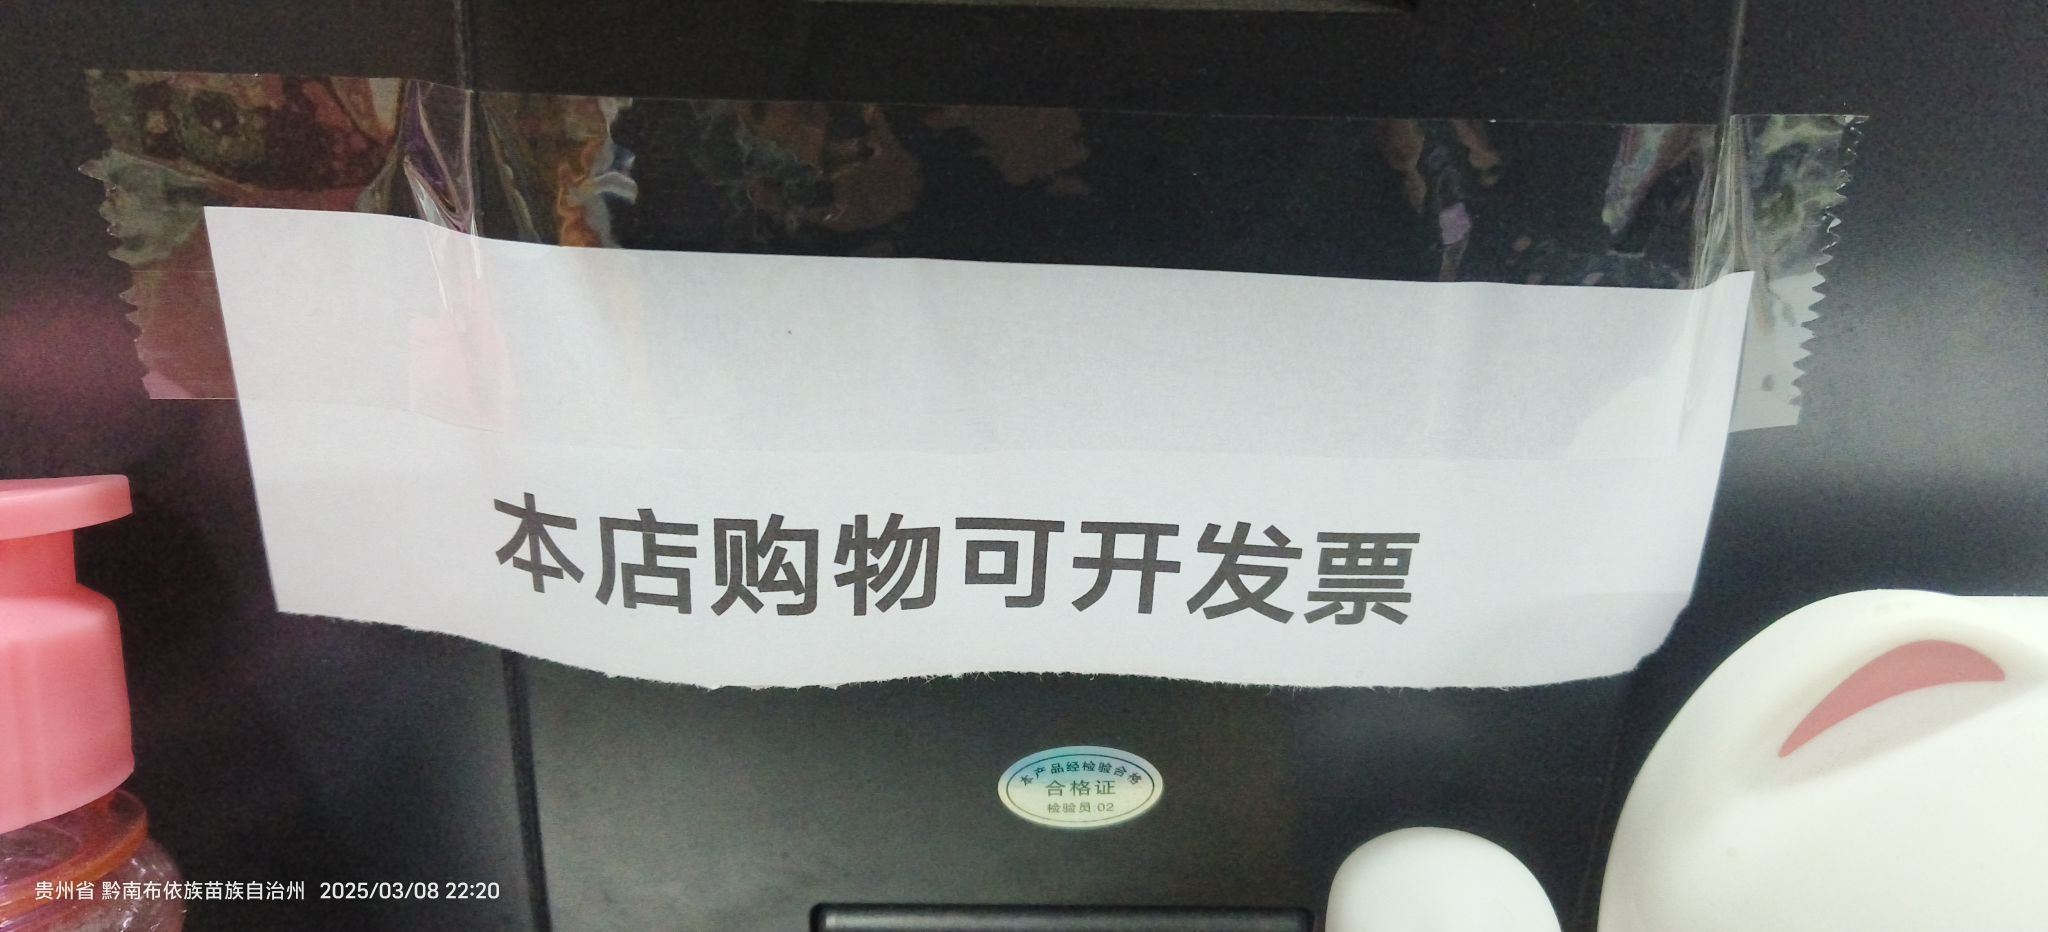 本店购物可开发票
本产品经检验合格
合格证
检验员:02
贵州省 黔南布依族苗族自治州 2025/03/08 22:20